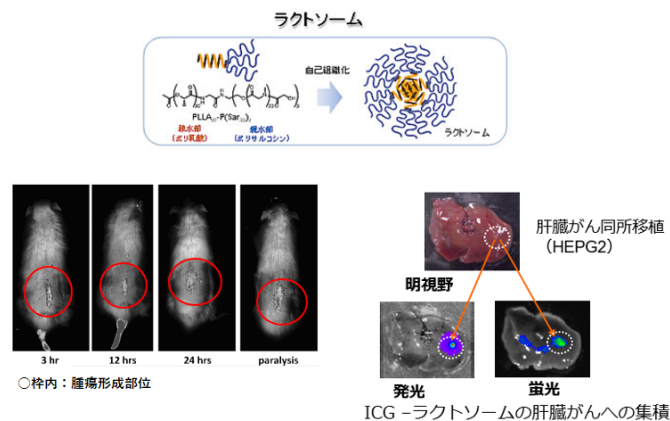 ラクトソーム
自己組織化
PLLA₃₀-P(Sar₂₃)₃
疎水部
(ポリ乳酸)
親水部
(ポリサルコシン)
ラクトソーム
3 hr
12 hrs
24 hrs
paralysis
○枠内：腫瘍形成部位
肝臓がん同所移植
（HEPG2）
明視野
発光
蛍光
ICG –ラクトソームの肝臓がんへの集積